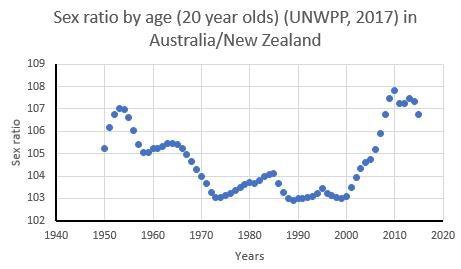 Sex ratio by age (20 year olds) (UNWPP, 2017) in
Australia/New Zealand
109
108
107
106
105
104
103
102
Sex ratio
1940 1950 1960 1970 1980 1990 2000 2010 2020
Years